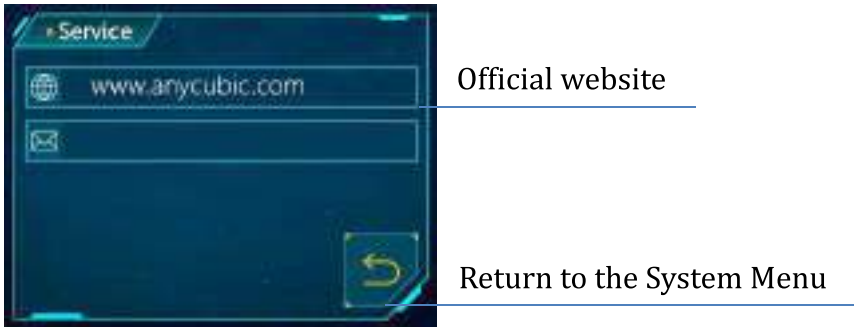 Service
www.anycubic.com
Official website
Return to the System Menu